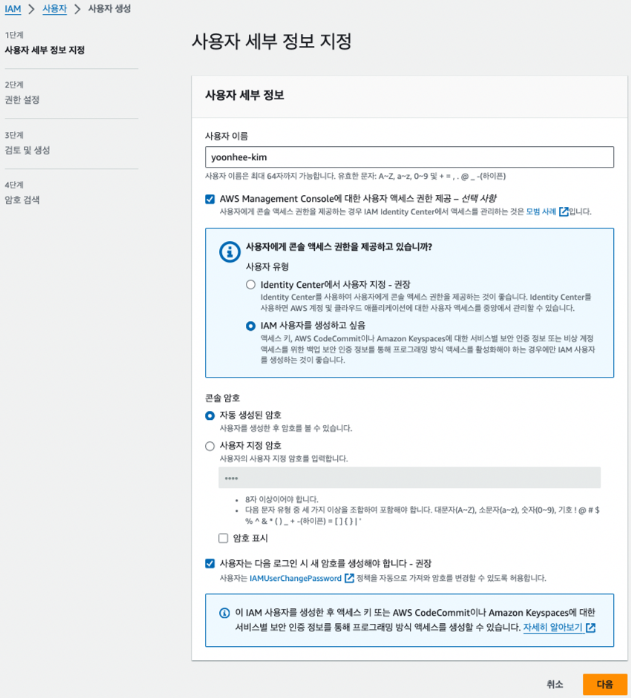 IAM > 사용자 > 사용자 생성
1단계
사용자 세부 정보 지정
2단계
권한 설정
3단계
검토 및 생성
4단계
암호 검색
사용자 세부 정보 지정
사용자 세부 정보
사용자 이름
yoonhee-kim
사용자 이름은 최대 64자까지 가능합니다. 유효한 문자: A~Z, a~z, 0~9 및 + = , . @ _ -(하이픈)
AWS Management Console에 대한 사용자 액세스 권한 제공 – 선택 사항
사용자에게 콘솔 액세스 권한을 제공하는 경우 IAM Identity Center에서 액세스를 관리하는 것은 모범 사례입니다.
사용자에게 콘솔 액세스 권한을 제공하고 있습니까?
사용자 유형
Identity Center에서 사용자 지정 - 권장
Identity Center를 사용하여 사용자에게 콘솔 액세스 권한을 제공하는 것이 좋습니다. Identity Center를
사용하면 AWS 계정 및 클라우드 애플리케이션에 대한 사용자 액세스를 중앙에서 관리할 수 있습니다.
IAM 사용자를 생성하고 싶음
액세스 키, AWS CodeCommit이나 Amazon Keyspaces에 대한 서비스별 보안 인증 정보 또는 비상 계정
액세스를 위한 백업 보안 인증 정보를 통해 프로그래밍 방식 액세스를 활성화해야 하는 경우에만 IAM 사용자
를 생성하는 것이 좋습니다.
콘솔 암호
자동 생성된 암호
사용자를 생성한 후 암호를 볼 수 있습니다.
사용자 지정 암호
사용자의 사용자 지정 암호를 입력합니다.
••••
• 8자 이상이어야 합니다.
• 다음 문자 유형 중 세 가지 이상을 조합하여 포함해야 합니다. 대문자(A~Z), 소문자(a~z), 숫자(0~9), 기호 ! @ # $
% ^ & * ( ) _ + -(하이픈) = [ ] { } | '
암호 표시
사용자는 다음 로그인 시 새 암호를 생성해야 합니다 - 권장
사용자는 IAMUserChangePassword 정책을 자동으로 가져와 암호를 변경할 수 있도록 허용합니다.
이 IAM 사용자를 생성한 후 액세스 키 또는 AWS CodeCommit이나 Amazon Keyspaces에 대한
서비스별 보안 인증 정보를 통해 프로그래밍 방식 액세스를 생성할 수 있습니다. 자세히 알아보기
취소 다음